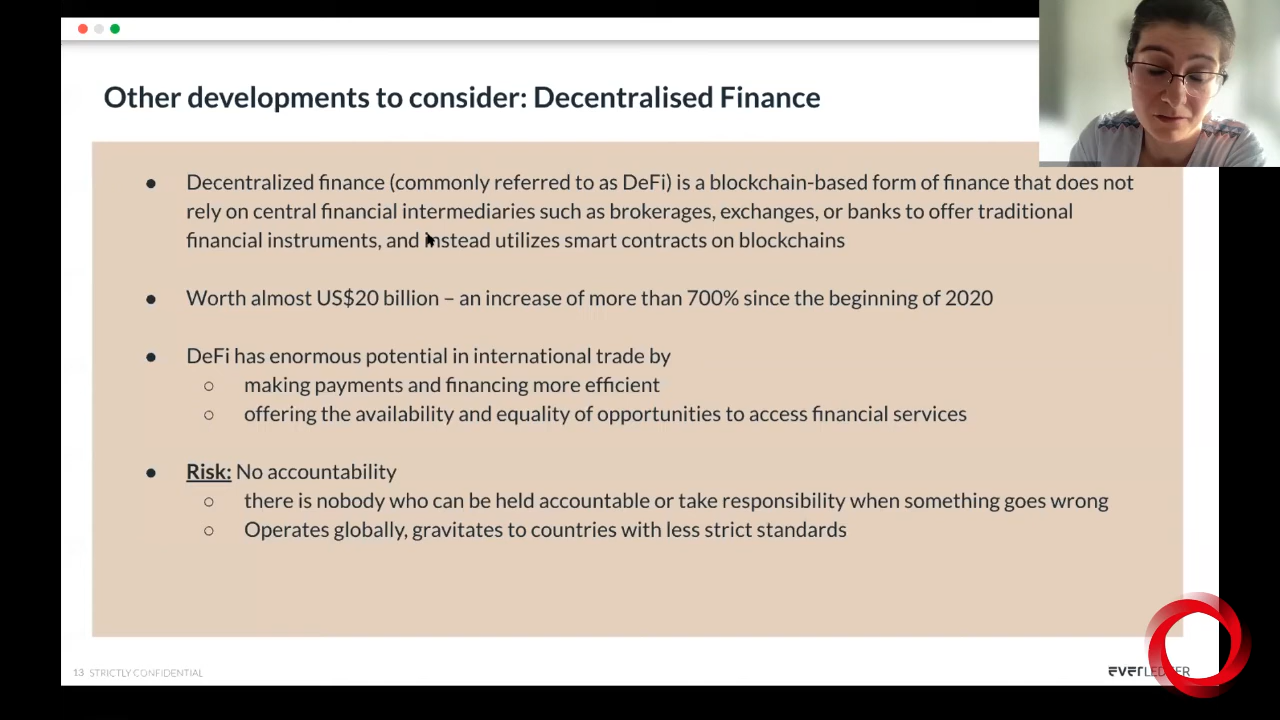 Other developments to consider: Decentralised Finance
● Decentralized finance (commonly referred to as DeFi) is a blockchain-based form of finance that does not
rely on central financial intermediaries such as brokerages, exchanges, or banks to offer traditional
financial instruments, and instead utilizes smart contracts on blockchains
● Worth almost US$20 billion – an increase of more than 700% since the beginning of 2020
● DeFi has enormous potential in international trade by
○ making payments and financing more efficient
○ offering the availability and equality of opportunities to access financial services
● Risk: No accountability
○ there is nobody who can be held accountable or take responsibility when something goes wrong
○ Operates globally, gravitates to countries with less strict standards
13 STRICTLY CONFIDENTIAL
EVERLEDGER